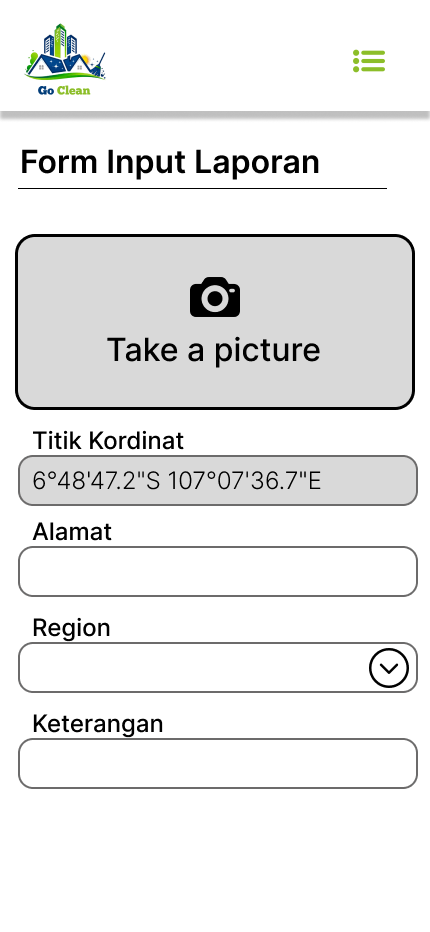 Go Clean
Form Input Laporan
Take a picture
Titik Kordinat
6°48'47.2"S 107°07'36.7"E
Alamat
Region
Keterangan